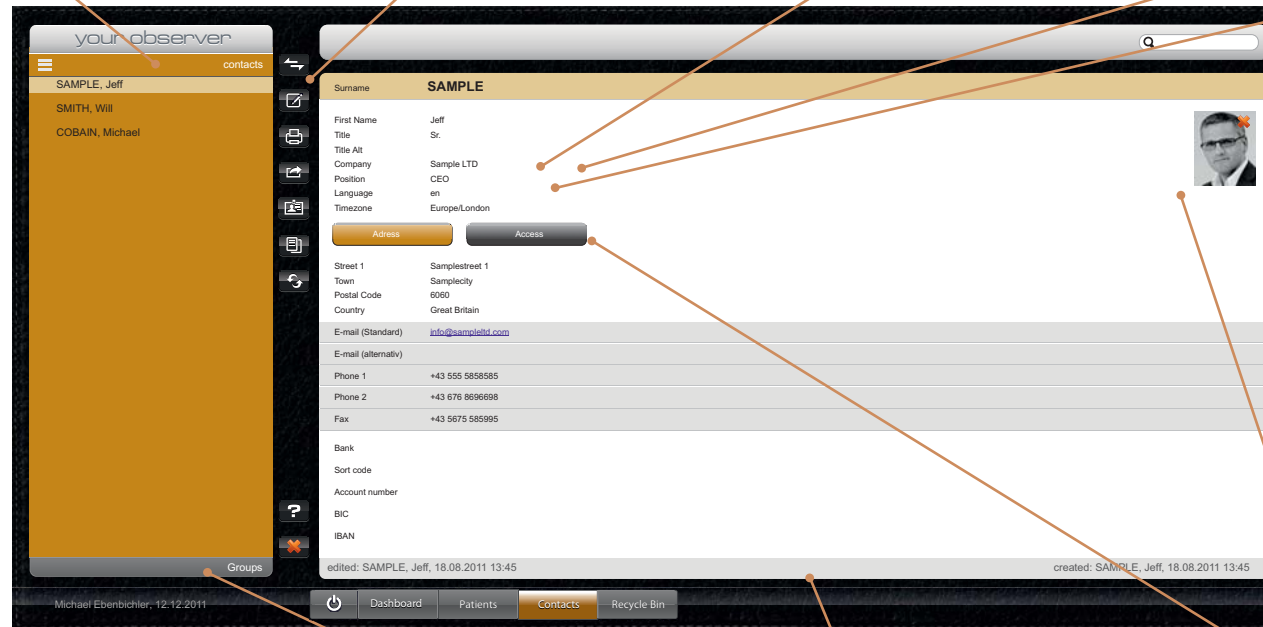 your observer
contacts
SAMPLE, Jeff
SMITH, Will
COBAIN, Michael
Groups
Surname SAMPLE
First Name Jeff
Title Sr.
Title Alt
Company Sample LTD
Position CEO
Language en
Timezone Europe/London
Adress Access
Street 1 Samplestreet 1
Town Samplecity
Postal Code 6060
Country Great Britain
E-mail (Standard) info@sampleltd.com
E-mail (alternativ)
Phone 1 +43 555 5858585
Phone 2 +43 676 8696698
Fax +43 5675 585995
Bank
Sort code
Account number
BIC
IBAN
edited: SAMPLE, Jeff, 18.08.2011 13:45 created: SAMPLE, Jeff, 18.08.2011 13:45
Michael Ebenbichler, 12.12.2011 Dashboard Patients Contacts Recycle Bin